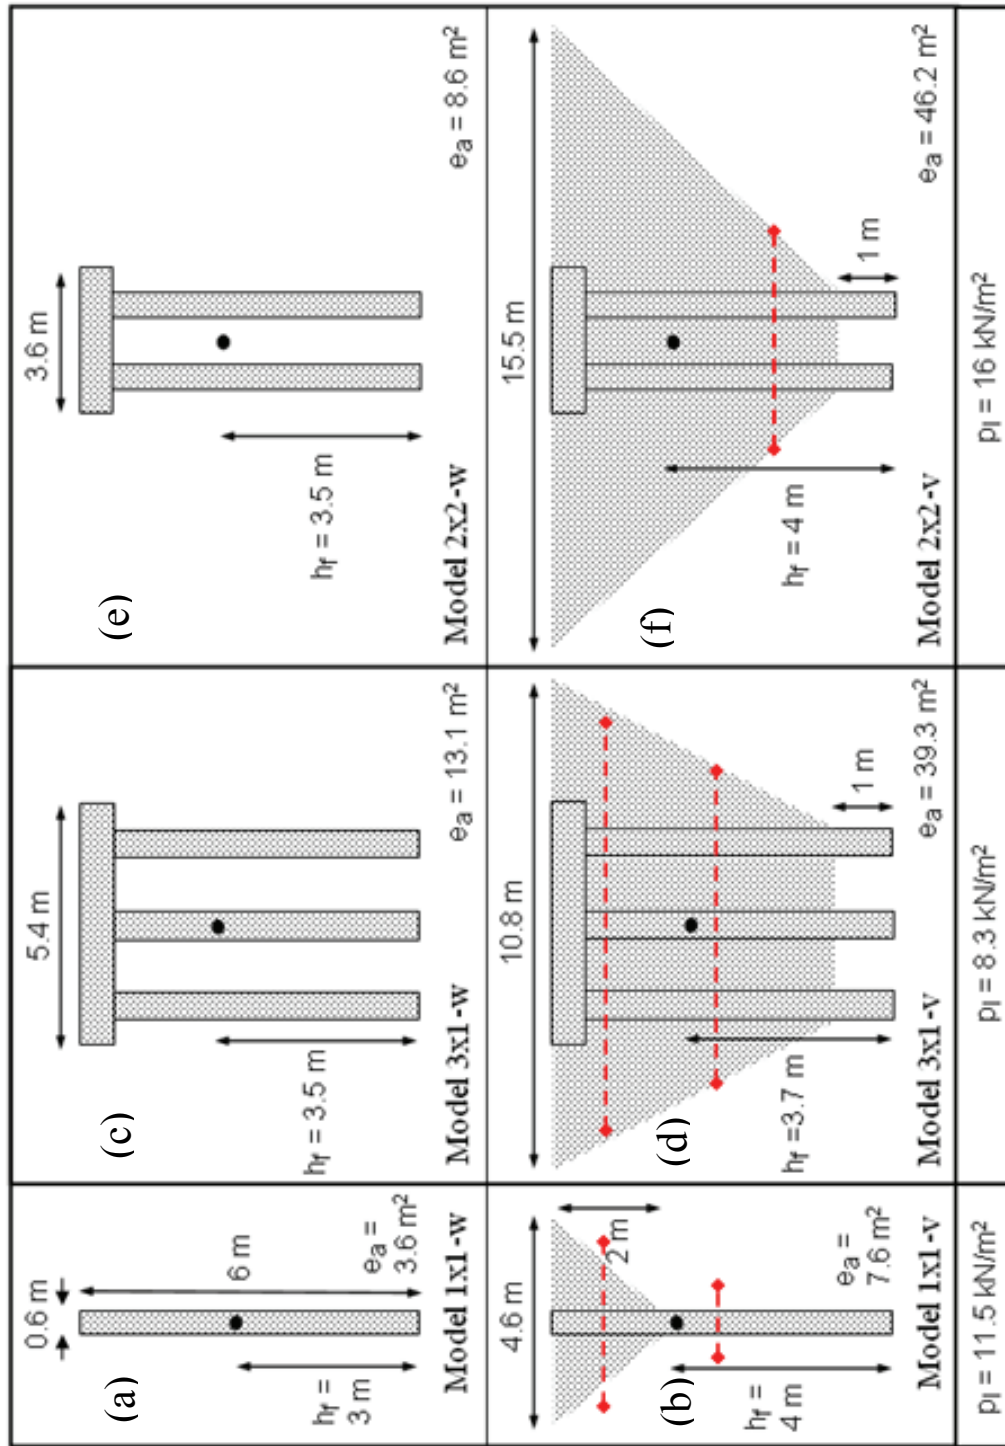 (a)
0.6 m
6 m
hf =
3 m
ea =
3.6 m²
Model 1x1-w
(c)
5.4 m
hf = 3.5 m
ea = 13.1 m²
Model 3x1-w
(e)
3.6 m
hf = 3.5 m
ea = 8.6 m²
Model 2x2-w
(b)
4.6 m
2 m
hf =
4 m
ea =
7.6 m²
Model 1x1-v
(d)
10.8 m
hf =3.7 m
1 m
ea = 39.3 m²
Model 3x1-v
(f)
15.5 m
hf = 4 m
1 m
ea = 46.2 m²
Model 2x2-v
pl = 11.5 kN/m²
pl = 8.3 kN/m²
pl = 16 kN/m²